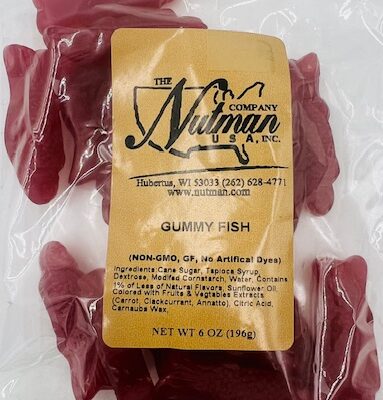 THE
COMPANY
Nutman
U S A, INC.
Hubertus, WI 53033 (262) 628-4771
www.nutman.com
GUMMY FISH
(NON-GMO, GF, No Artifical Dyes)
Ingredients:Cane Sugar, Tapioca Syrup,
Dextrose, Modifed Cornstarch, Water, Contains
1% of Less of Natural Flavors, Sunflower Oil,
Colored with Fruits & Vegtables Extracts
(Carrot, Clackcurrant, Annatto), Citric Acid,
Carnauba Wax,
NET WT 6 OZ (196g)